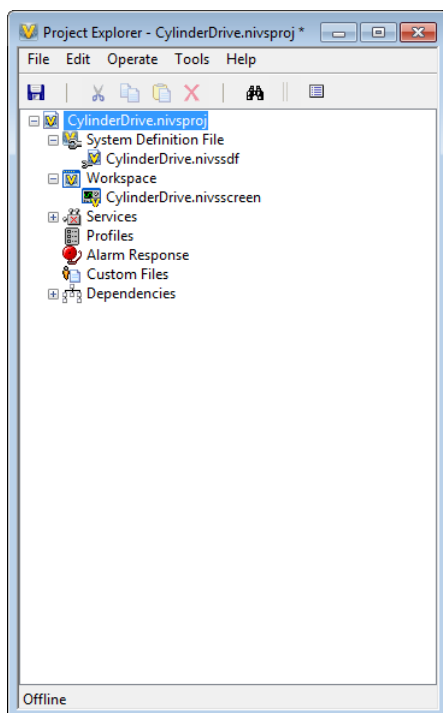 Project Explorer - CylinderDrive.nivsproj *
File Edit Operate Tools Help
CylinderDrive.nivsproj
System Definition File
CylinderDrive.nivssdf
Workspace
CylinderDrive.nivsscreen
Services
Profiles
Alarm Response
Custom Files
Dependencies
Offline